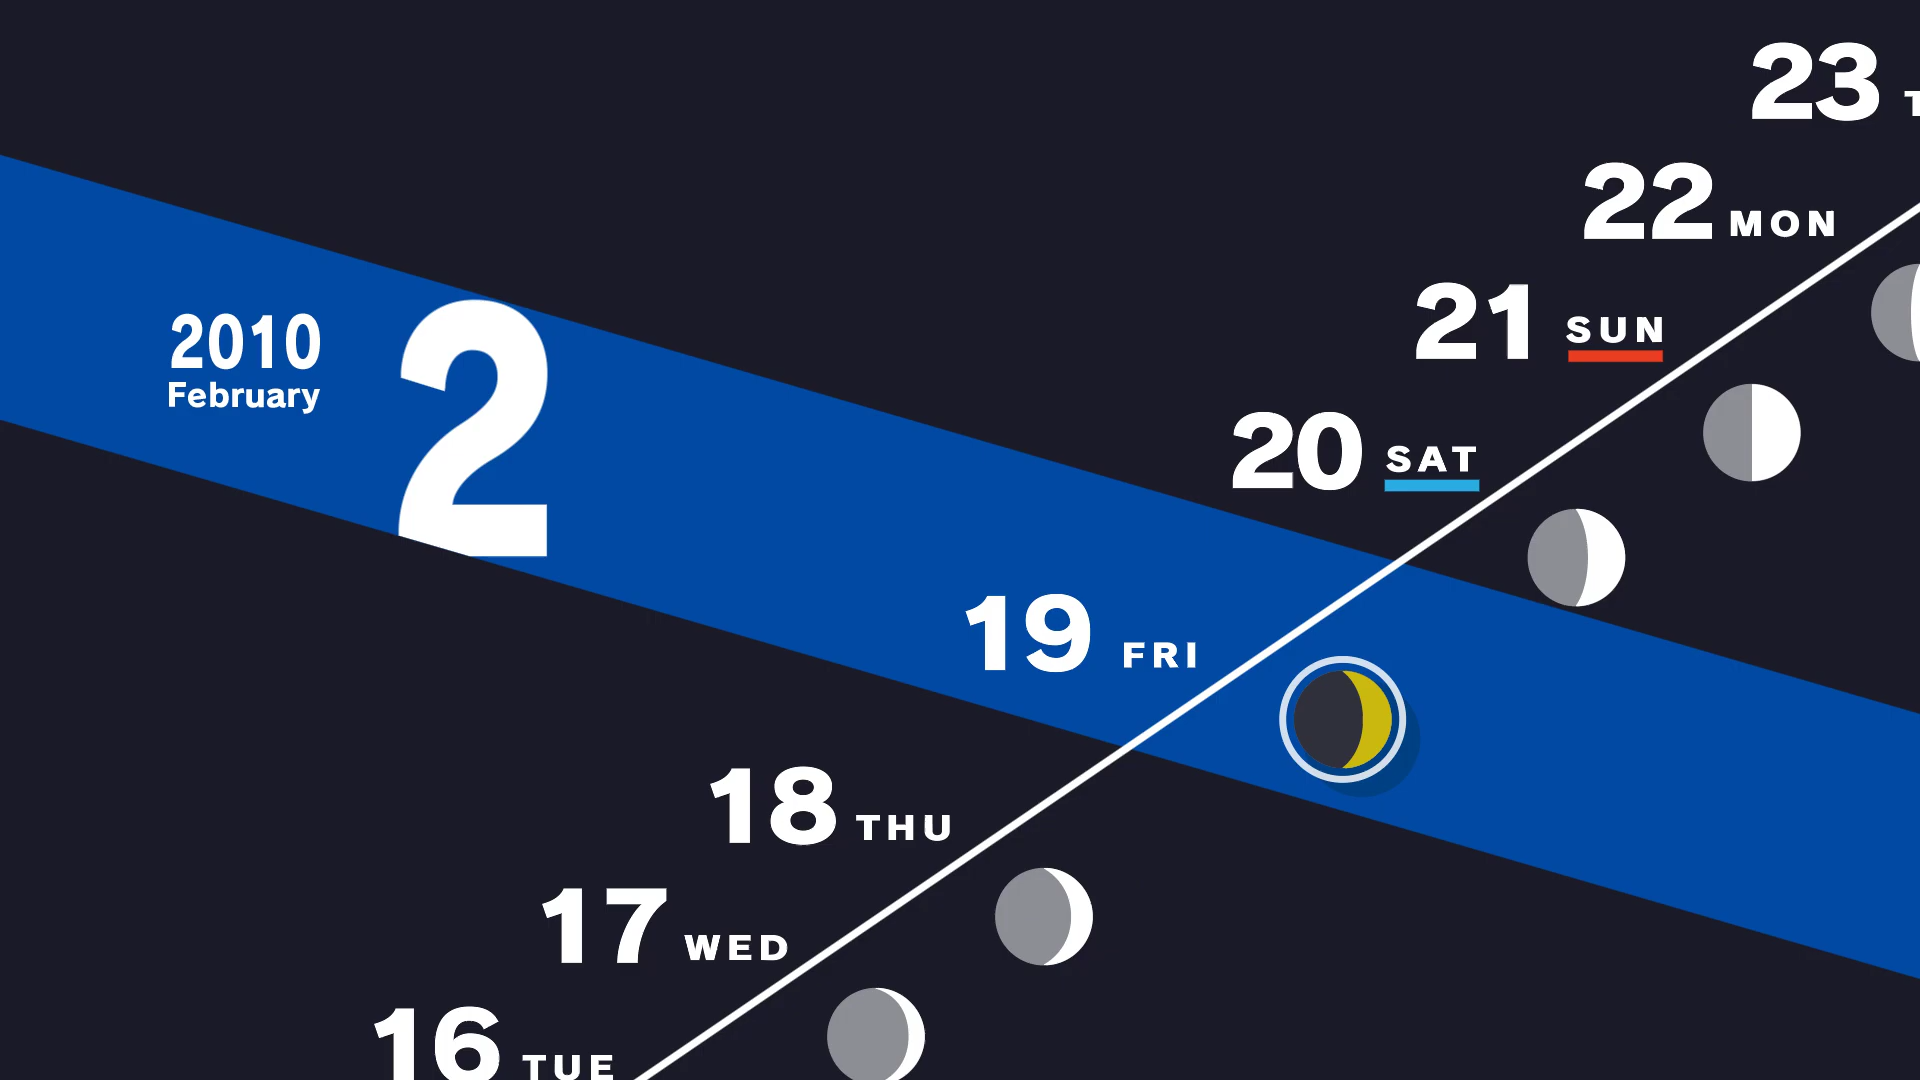 2010
February
2
23 T
22 MON
21 SUN
20 SAT
19 FRI
18 THU
17 WED
16 TUE